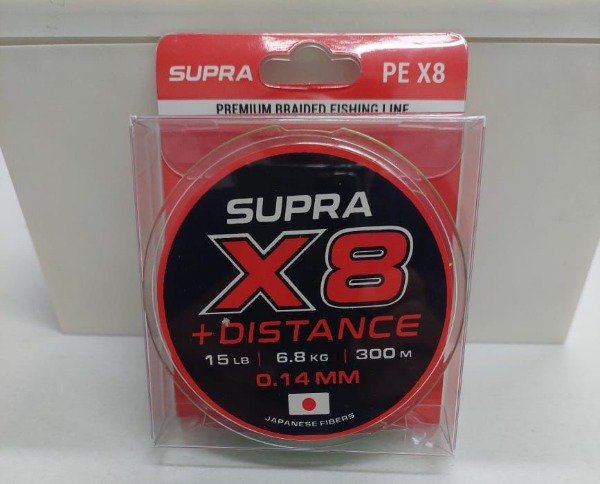 SUPRA PE X8
PREMIUM BRAIDED FISHING LINE
SUPRA
X8
+DISTANCE
15 LB | 6.8 KG | 300 M
0.14 MM
JAPANESE FIBERS